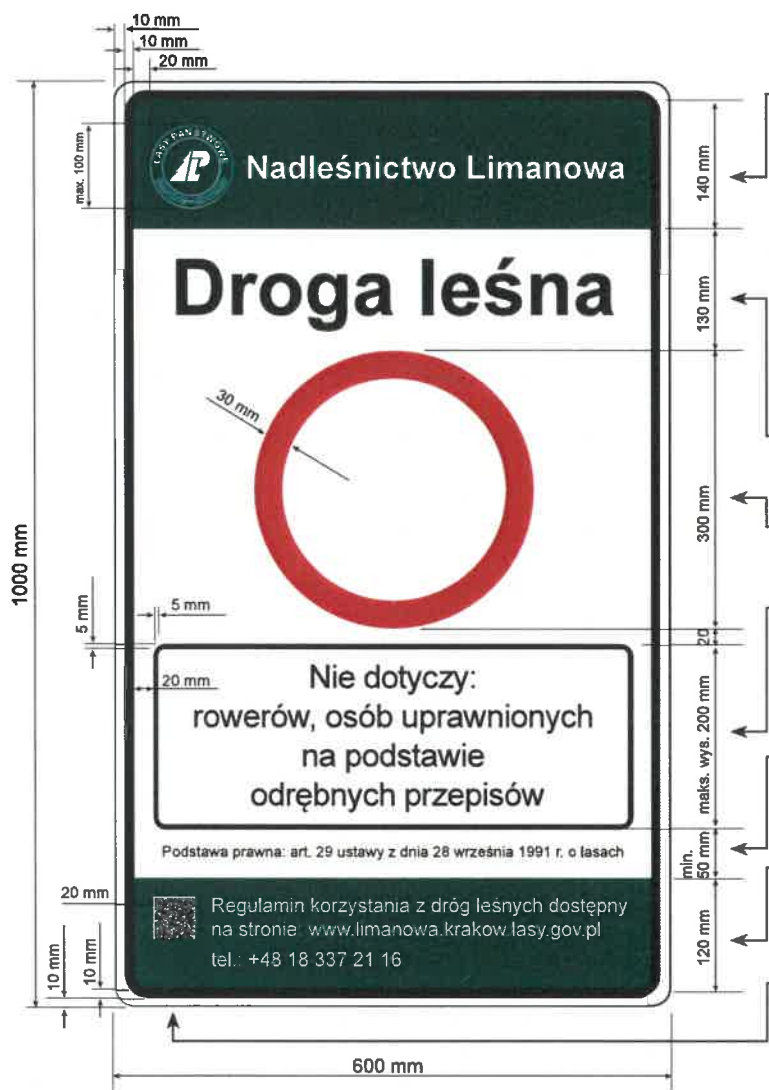 10 mm
10 mm
20 mm
max. 100 mm
LASY PAŃSTWOWE
Nadleśnictwo Limanowa
140 mm
Droga leśna
130 mm
30 mm
300 mm
1000 mm
20
5 mm
5 mm
20 mm
Nie dotyczy:
rowerów, osób uprawnionych
na podstawie
odrębnych przepisów
maks. wys. 200 mm
Podstawa prawna: art. 29 ustawy z dnia 28 września 1991 r. o lasach
min.
50 mm
20 mm
Regulamin korzystania z dróg leśnych dostępny
na stronie: www.limanowa.krakow.lasy.gov.pl
tel.: +48 18 337 21 16
120 mm
10 mm
10 mm
600 mm